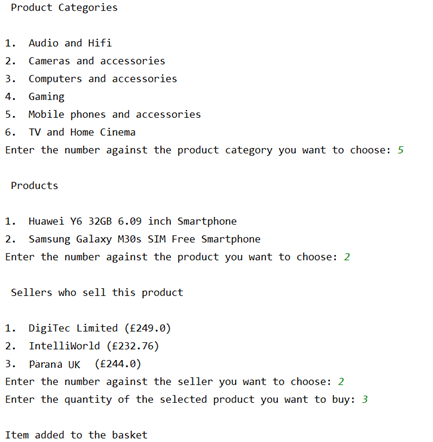 Product Categories
1. Audio and Hifi
2. Cameras and accessories
3. Computers and accessories
4. Gaming
5. Mobile phones and accessories
6. TV and Home Cinema
Enter the number against the product category you want to choose: 5
Products
1. Huawei Y6 32GB 6.09 inch Smartphone
2. Samsung Galaxy M30s SIM Free Smartphone
Enter the number against the product you want to choose: 2
Sellers who sell this product
1. DigiTec Limited (£249.0)
2. IntelliWorld (£232.76)
3. Parana UK (£244.0)
Enter the number against the seller you want to choose: 2
Enter the quantity of the selected product you want to buy: 3
Item added to the basket